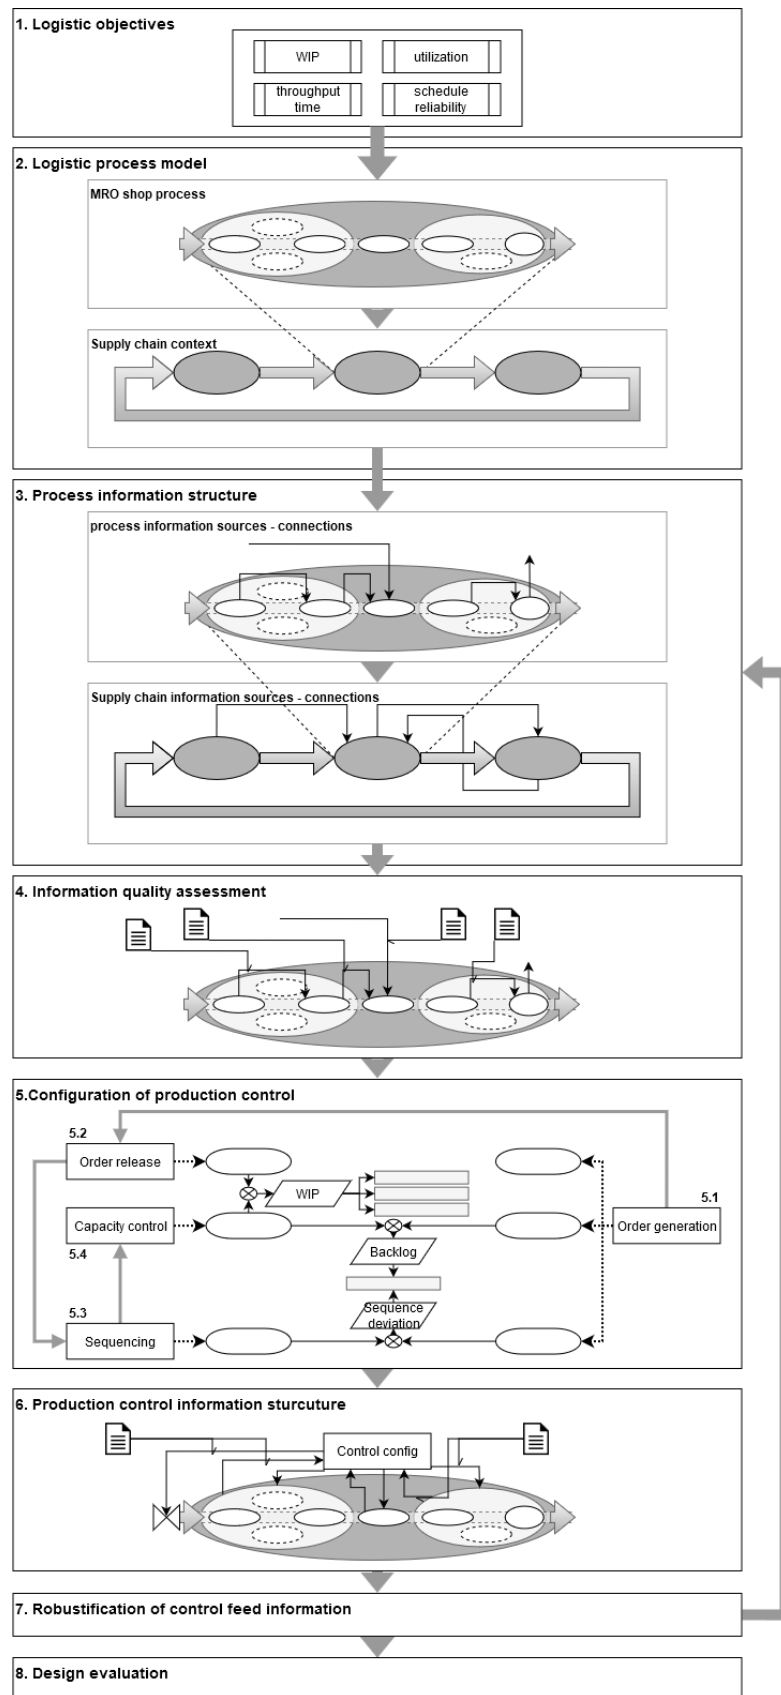 1. Logistic objectives
WIP
utilization
throughput
time
schedule
reliability
2. Logistic process model
MRO shop process
Supply chain context
3. Process information structure
process information sources - connections
Supply chain information sources - connections
4. Information quality assessment
5.Configuration of production control
5.2
Order release
WIP
5.1
Capacity control
Order generation
5.4
Backlog
5.3
Sequence
deviation
Sequencing
6. Production control information sturcuture
Control config
7. Robustification of control feed information
8. Design evaluation